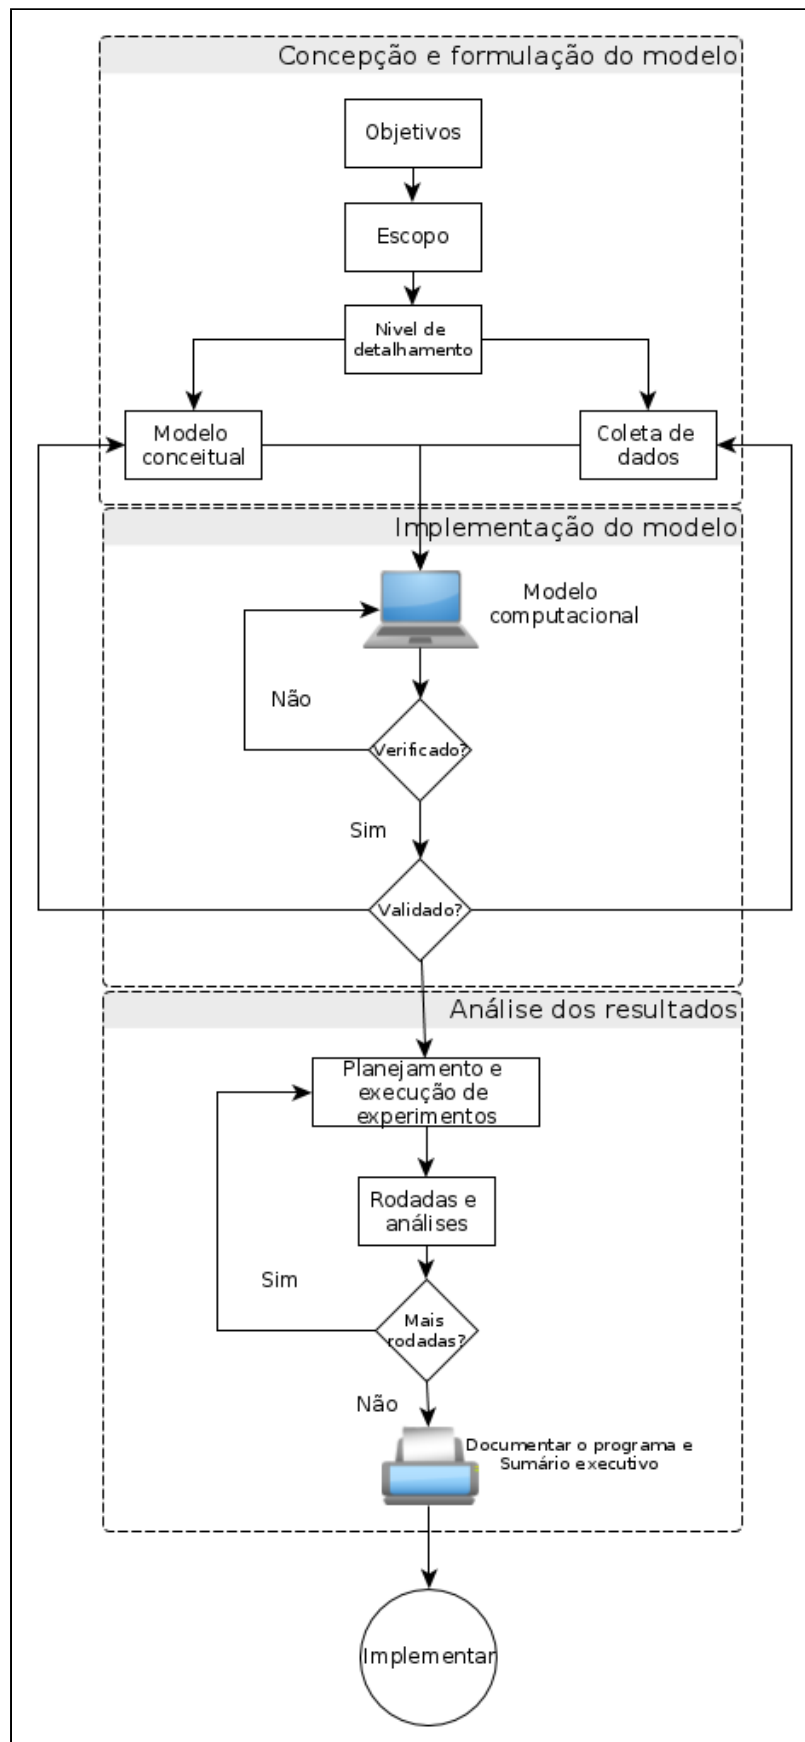 Concepção e formulação do modelo
Objetivos
Escopo
Nivel de
detalhamento
Modelo
conceitual
Coleta de
dados
Implementação do modelo
Modelo
computacional
Não
Verificado?
Sim
Validado?
Análise dos resultados
Planejamento e
execução de
experimentos
Rodadas e
análises
Sim
Mais
rodadas?
Não
Documentar o programa e
Sumário executivo
Implementar